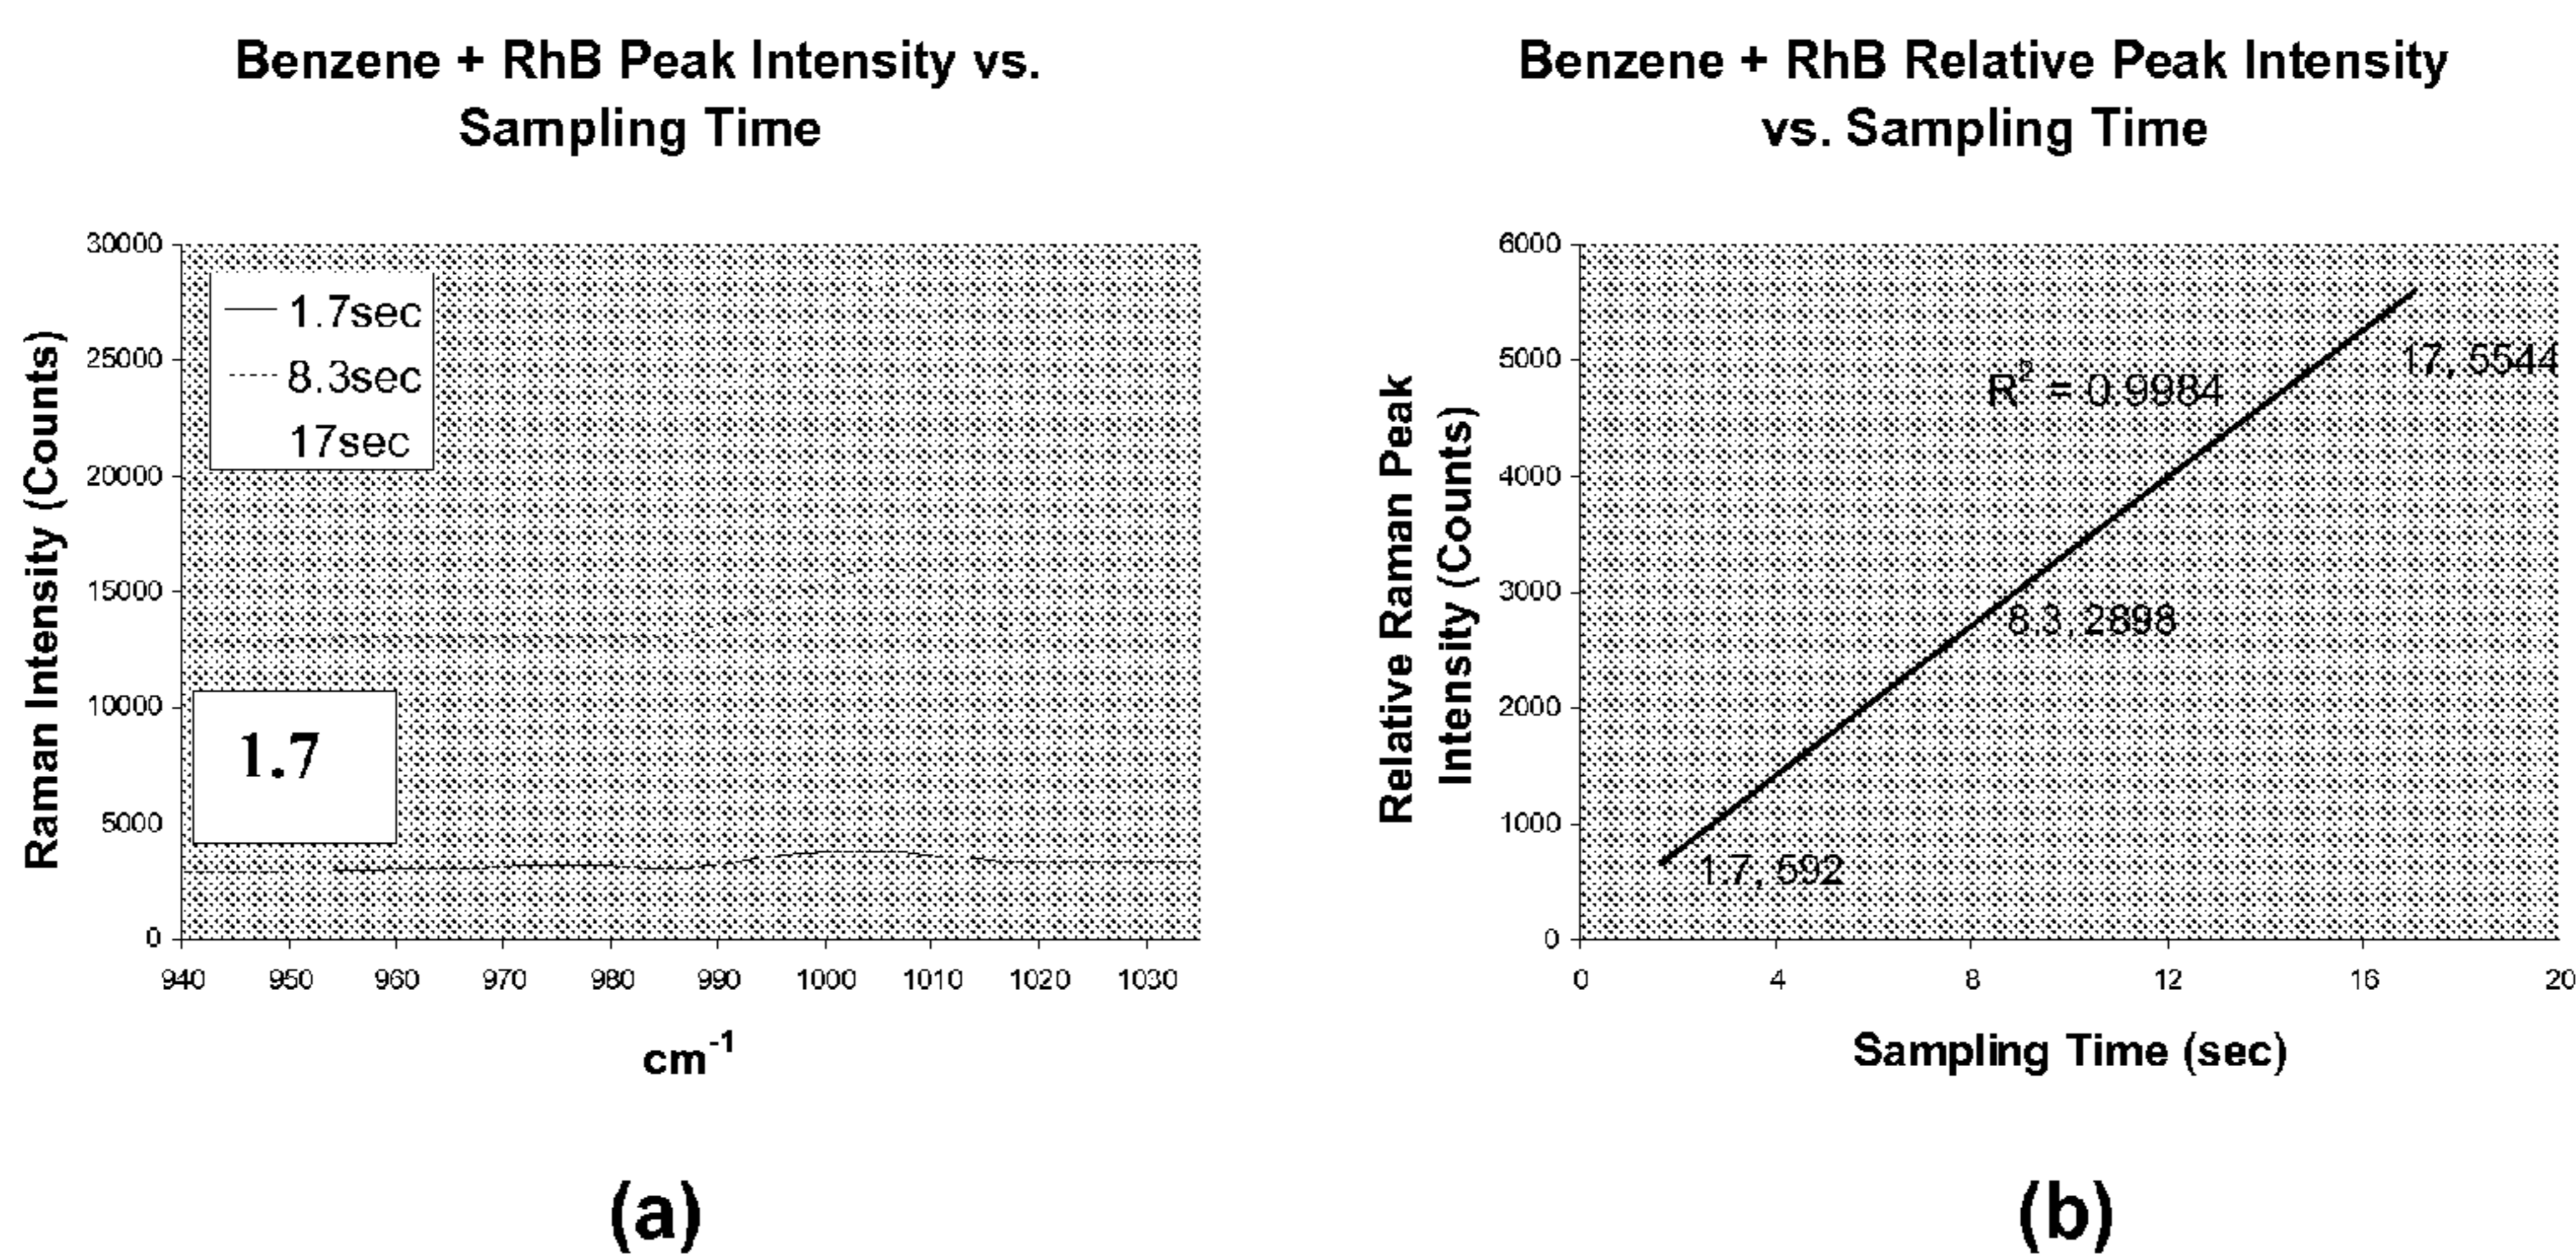 Benzene + RhB Peak Intensity vs.
Sampling Time
Raman Intensity (Counts)
30000
25000
20000
15000
10000
5000
0
1.7sec
8.3sec
17sec
1.7
940 950 960 970 980 990 1000 1010 1020 1030
cm-1
(a)
Benzene + RhB Relative Peak Intensity
vs. Sampling Time
Relative Raman Peak
Intensity (Counts)
6000
5000
4000
3000
2000
1000
0
R2 = 0.9984
17, 5544
8.3, 2898
1.7, 592
0 4 8 12 16 20
Sampling Time (sec)
(b)